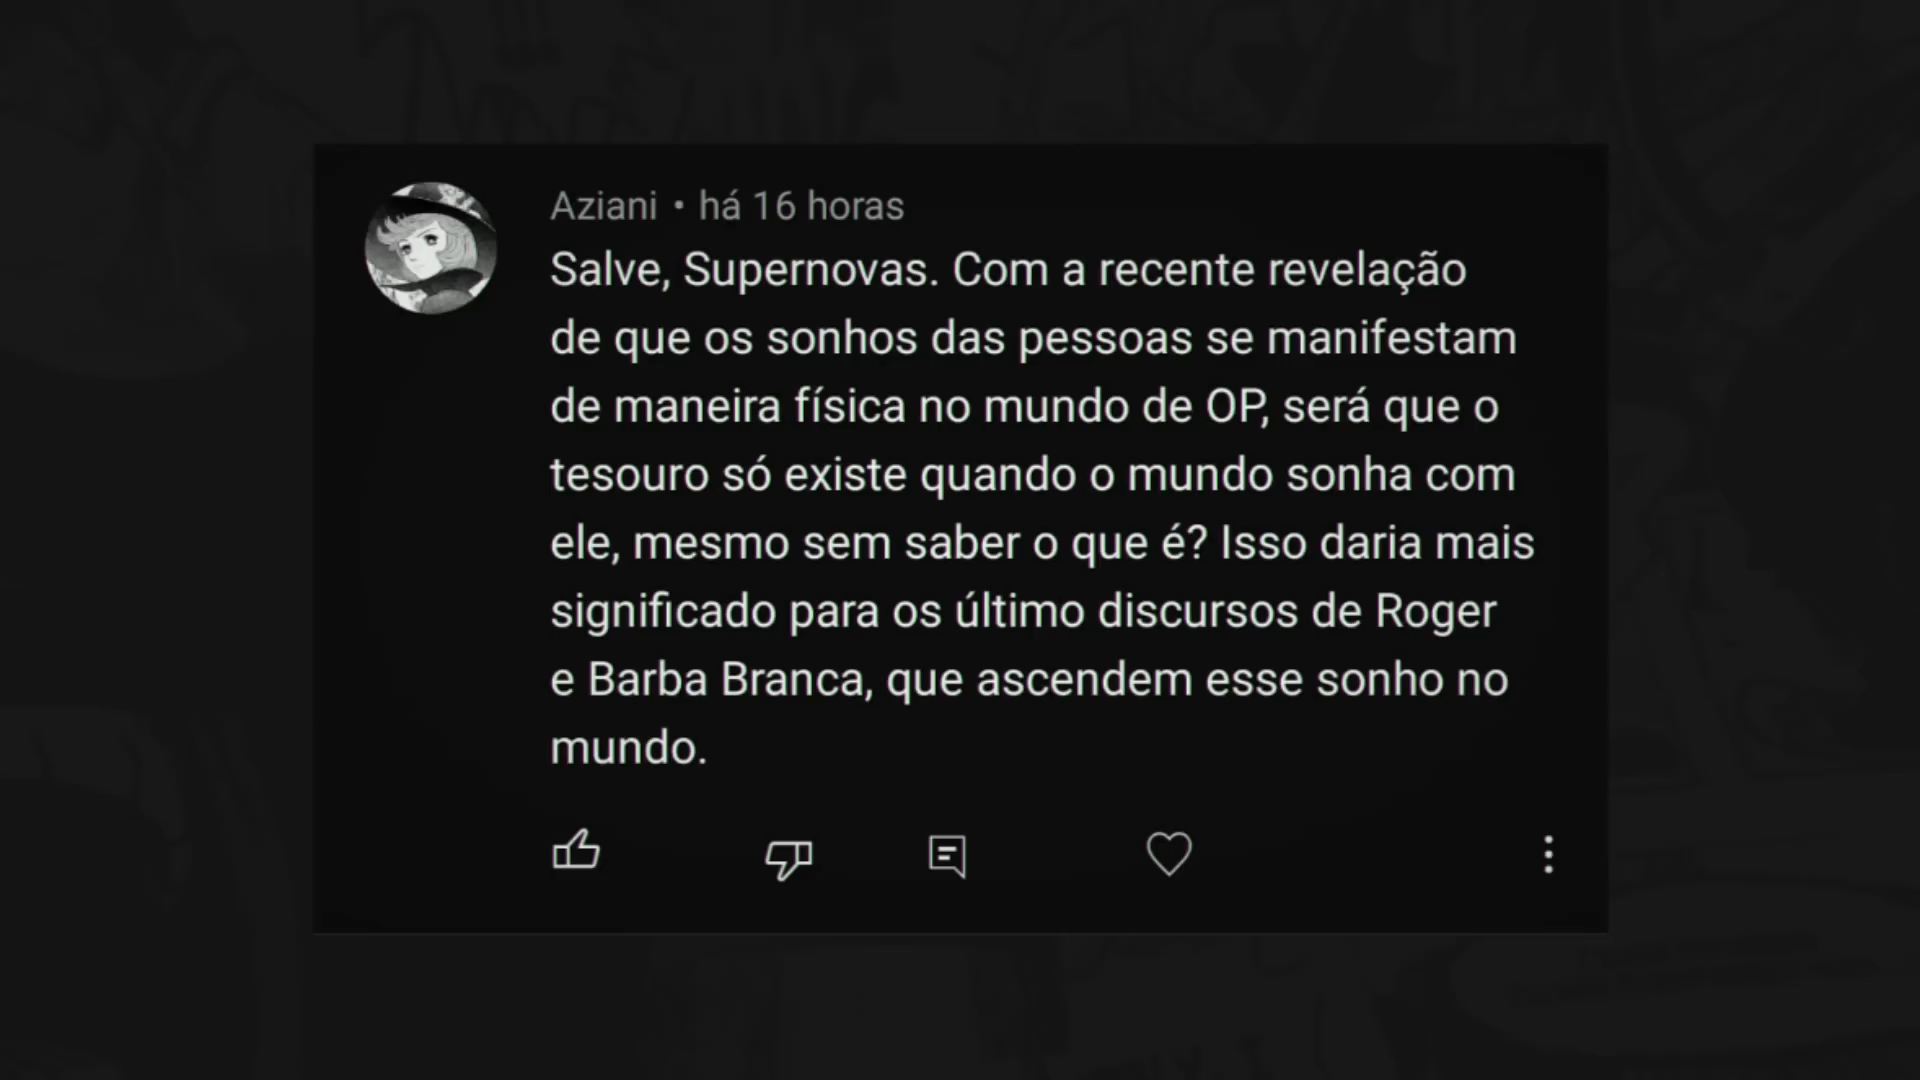 Aziani • há 16 horas
Salve, Supernovas. Com a recente revelação
de que os sonhos das pessoas se manifestam
de maneira física no mundo de OP, será que o
tesouro só existe quando o mundo sonha com
ele, mesmo sem saber o que é? Isso daria mais
significado para os último discursos de Roger
e Barba Branca, que ascendem esse sonho no
mundo.